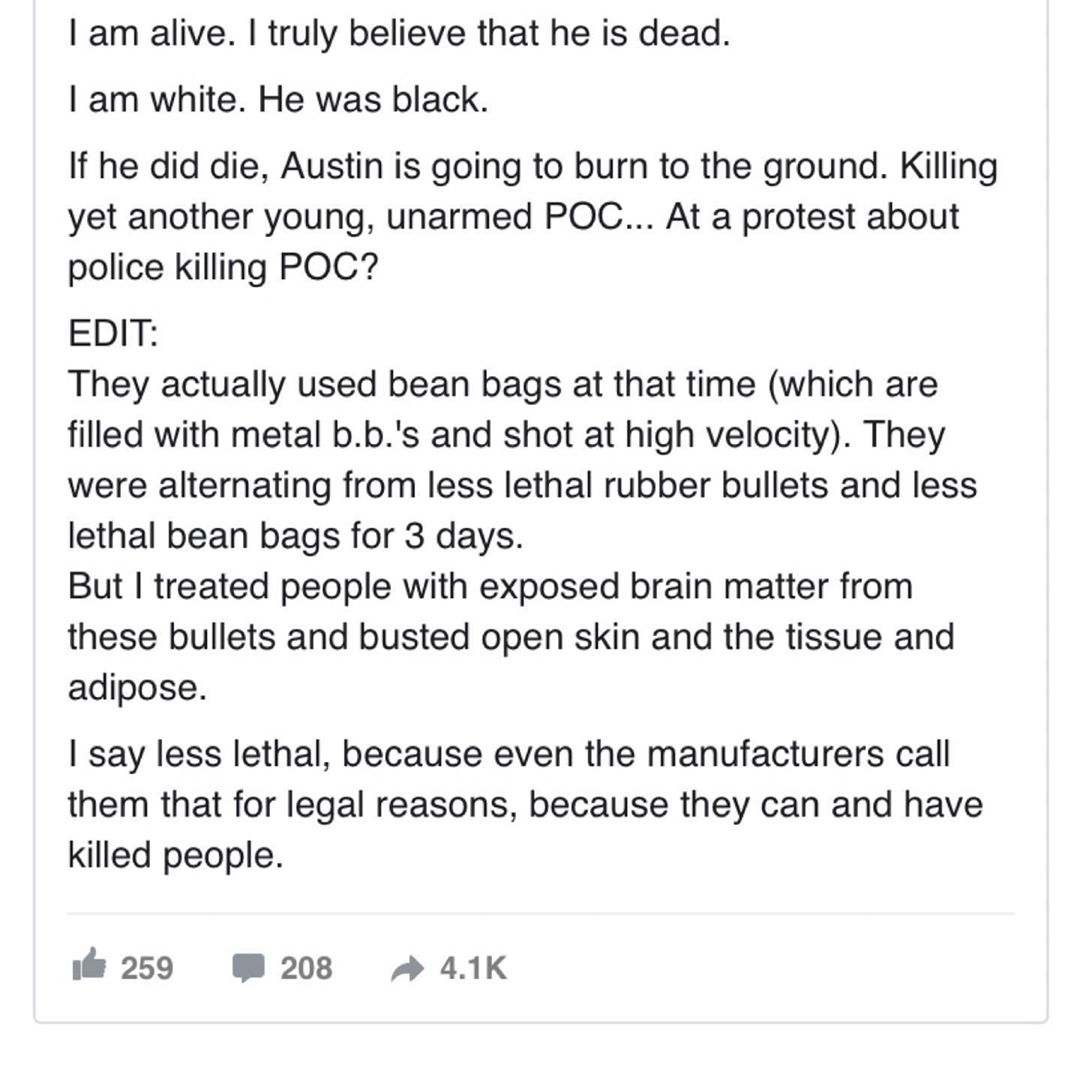 I am alive. I truly believe that he is dead.
I am white. He was black.
If he did die, Austin is going to burn to the ground. Killing
yet another young, unarmed POC... At a protest about
police killing POC?
EDIT:
They actually used bean bags at that time (which are
filled with metal b.b.'s and shot at high velocity). They
were alternating from less lethal rubber bullets and less
lethal bean bags for 3 days.
But I treated people with exposed brain matter from
these bullets and busted open skin and the tissue and
adipose.
I say less lethal, because even the manufacturers call
them that for legal reasons, because they can and have
killed people.
259 208 4.1K